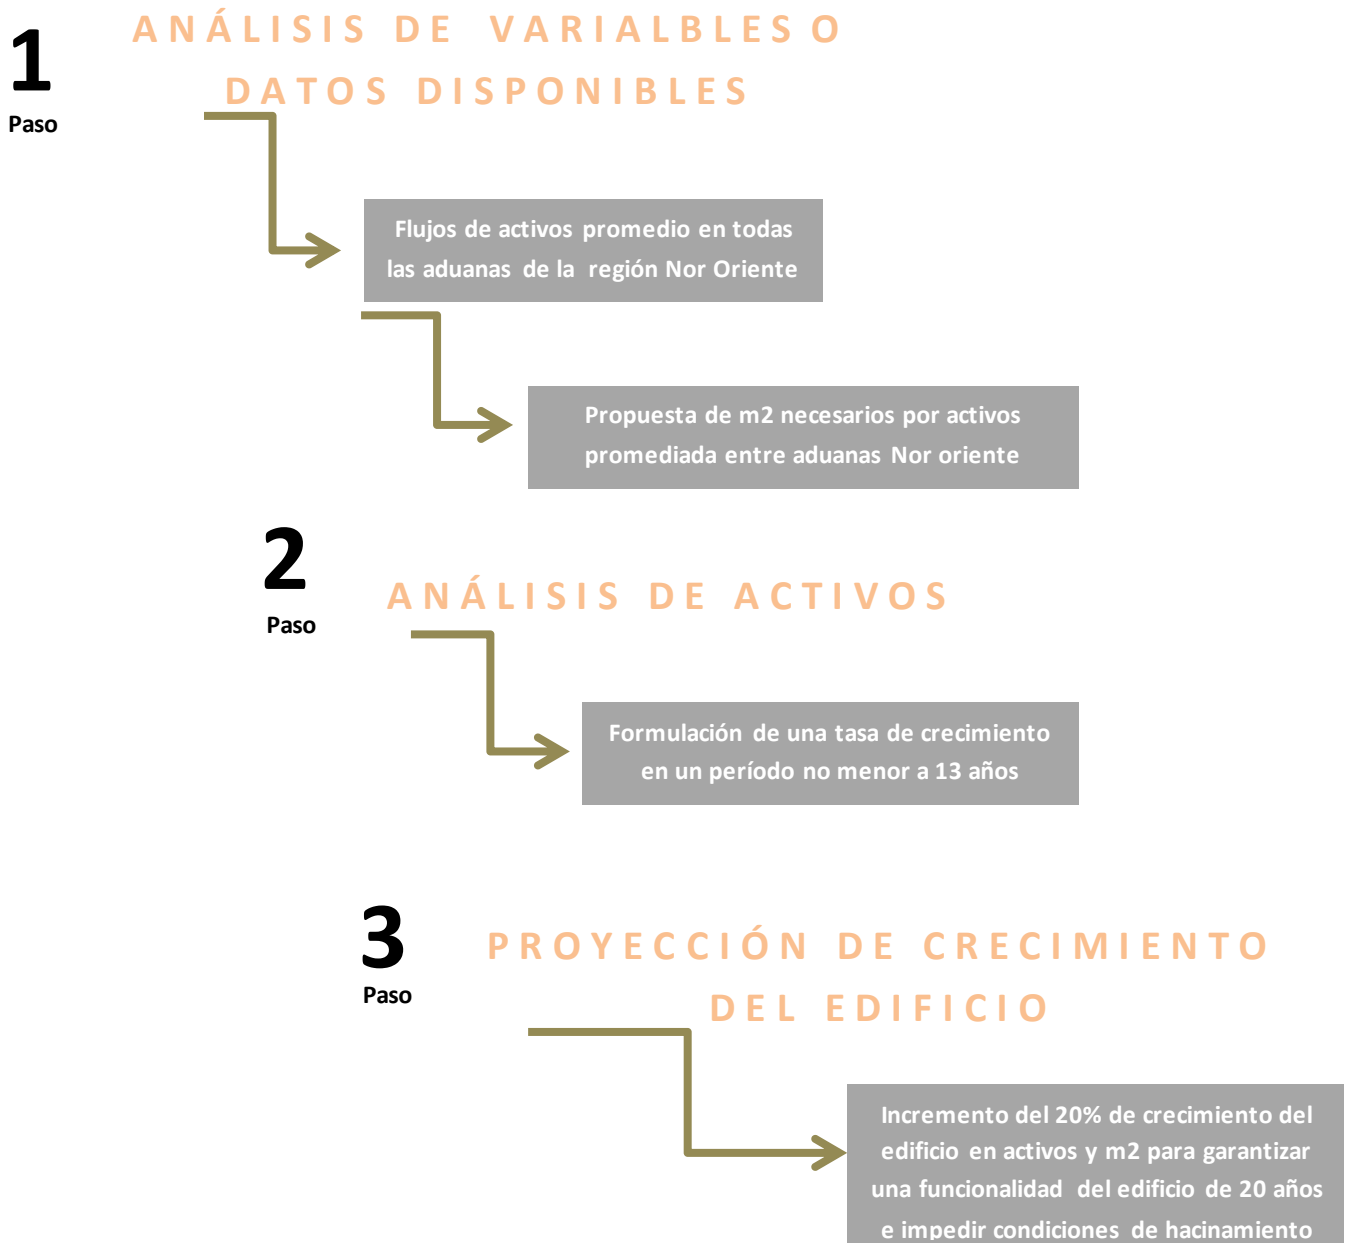 1
Paso
ANÁLISIS DE VARIALBLES O
DATOS DISPONIBLES
Flujos de activos promedio en todas
las aduanas de la región Nor Oriente
Propuesta de m2 necesarios por activos
promediada entre aduanas Nor oriente
2
Paso
ANÁLISIS DE ACTIVOS
Formulación de una tasa de crecimiento
en un período no menor a 13 años
3
Paso
PROYECCIÓN DE CRECIMIENTO
DEL EDIFICIO
Incremento del 20% de crecimiento del
edificio en activos y m2 para garantizar
una funcionalidad del edificio de 20 años
e impedir condiciones de hacinamiento